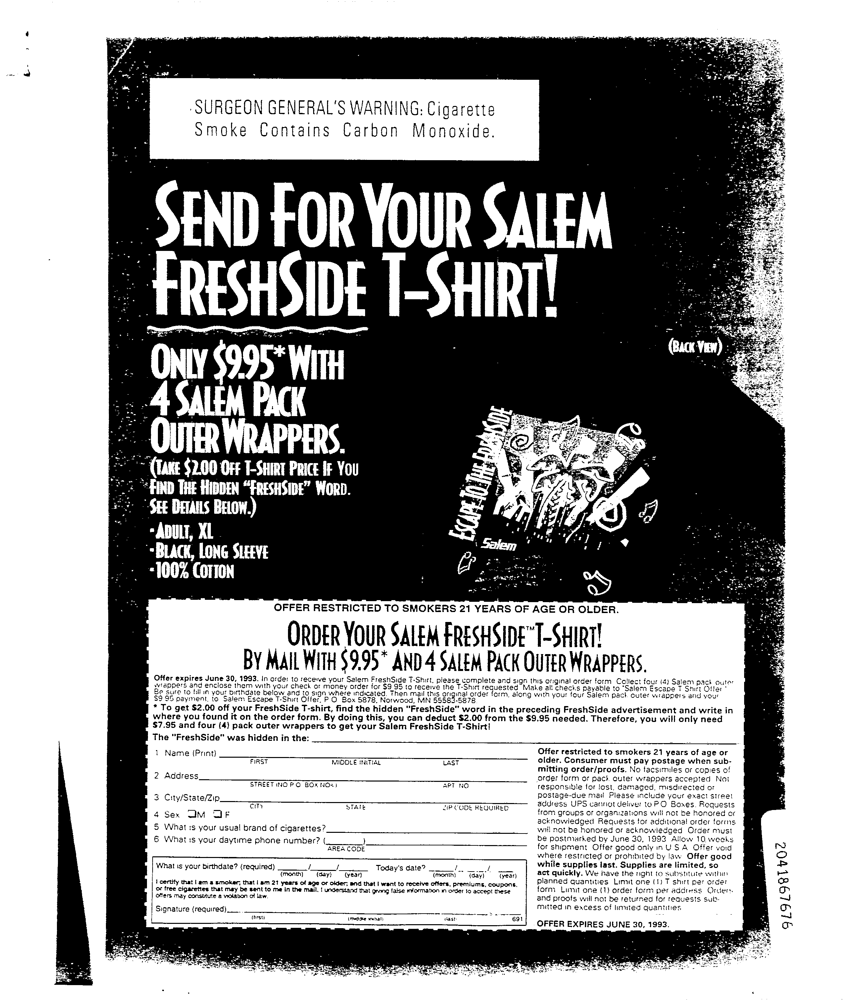 SURGEON GENERAL'S WARNING: Cigarette
Smoke Contains Carbon Monoxide.
SEND FOR YOUR SALEM
FRESHSIDE T-SHIRT!
(BACK VIEW)
ONLY $9.95* WITH
4 SALEM PACK
OUTER WRAPPERS.
(TAKE $2.00 OFF T-SHIRT PRICE IF YOU
FIND THE HIDDEN "FRESHSIDE" WORD.
SEE DETAILS BELOW.)
- ADULT, XL
- BLACK, LONG SLEEVE
- 100% COTTON
ESCAPE TO THE FRESHSIDE
Salem
OFFER RESTRICTED TO SMOKERS 21 YEARS OF AGE OR OLDER.
ORDER YOUR SALEM FRESHSIDE™ T-SHIRT!
BY MAIL WITH $9.95* AND 4 SALEM PACK OUTER WRAPPERS.
Offer expires June 30, 1993. In order to receive your Salem FreshSide T-Shirt, please complete and sign this original order form. Collect four (4) Salem pack outer
wrappers and enclose them with your check or money order for $9.95 to receive the T-Shirt requested. Make all checks payable to "Salem Escape T Shirt Offer."
Be sure to fill in your birthdate below and to sign where indicated. Then mail this original order form, along with your four Salem pack outer wrappers and your
$9.95 payment, to: Salem Escape T-Shirt Offer, P.O. Box 5878, Norwood, MN 55583-5878
* To get $2.00 off your FreshSide T-shirt, find the hidden "FreshSide" word in the preceding FreshSide advertisement and write in
where you found it on the order form. By doing this, you can deduct $2.00 from the $9.95 needed. Therefore, you will only need
$7.95 and four (4) pack outer wrappers to get your Salem FreshSide T-Shirt!
The "FreshSide" was hidden in the:
1 Name (Print)
FIRST MIDDLE INITIAL LAST
2 Address
STREET (NO P O BOX NOS.) APT NO
3 City/State/Zip
CITY STATE ZIP CODE REQUIRED
4 Sex M F
5 What is your usual brand of cigarettes?
6 What is your daytime phone number? ( )
AREA CODE
What is your birthdate? (required) / / Today's date? / /
(month) (day) (year) (month) (day) (year)
I certify that I am a smoker; that I am 21 years of age or older; and that I want to receive offers, premiums, coupons,
or free cigarettes that may be sent to me in the mail. I understand that giving false information in order to accept these
offers may constitute a violation of law.
Signature (required)
(first) (middle initial) (last) 691
Offer restricted to smokers 21 years of age or
older. Consumer must pay postage when sub-
mitting order/proofs. No facsimiles or copies of
order form or pack outer wrappers accepted. Not
responsible for lost, damaged, misdirected or
postage-due mail. Please include your exact street
address. UPS cannot deliver to P.O. Boxes. Requests
from groups or organizations will not be honored or
acknowledged. Requests for additional order forms
will not be honored or acknowledged. Order must
be postmarked by June 30, 1993. Allow 10 weeks
for shipment. Offer good only in U.S.A. Offer void
where restricted or prohibited by law. Offer good
while supplies last. Supplies are limited, so
act quickly. We have the right to substitute within
planned quantities. Limit one (1) T shirt per order
form. Limit one (1) order form per address. Orders
and proofs will not be returned for requests sub-
mitted in excess of limited quantities.
OFFER EXPIRES JUNE 30, 1993.
2041867676